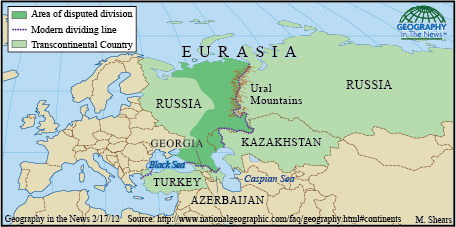 Area of disputed division
Modern dividing line
Transcontinental Country
GEOGRAPHY
In The News™
EURASIA
RUSSIA
Ural
Mountains
RUSSIA
GEORGIA
KAZAKHSTAN
Black Sea
Caspian Sea
TURKEY
AZERBAIJAN
Geography in the News 2/17/12 Source: http://www.nationalgeographic.com/faq/geography.html#continents M. Shears